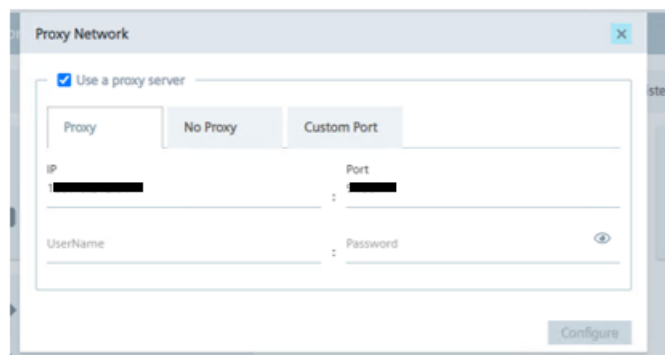 Proxy Network
Use a proxy server
Proxy No Proxy Custom Port
IP Port
: 
UserName : Password
Configure